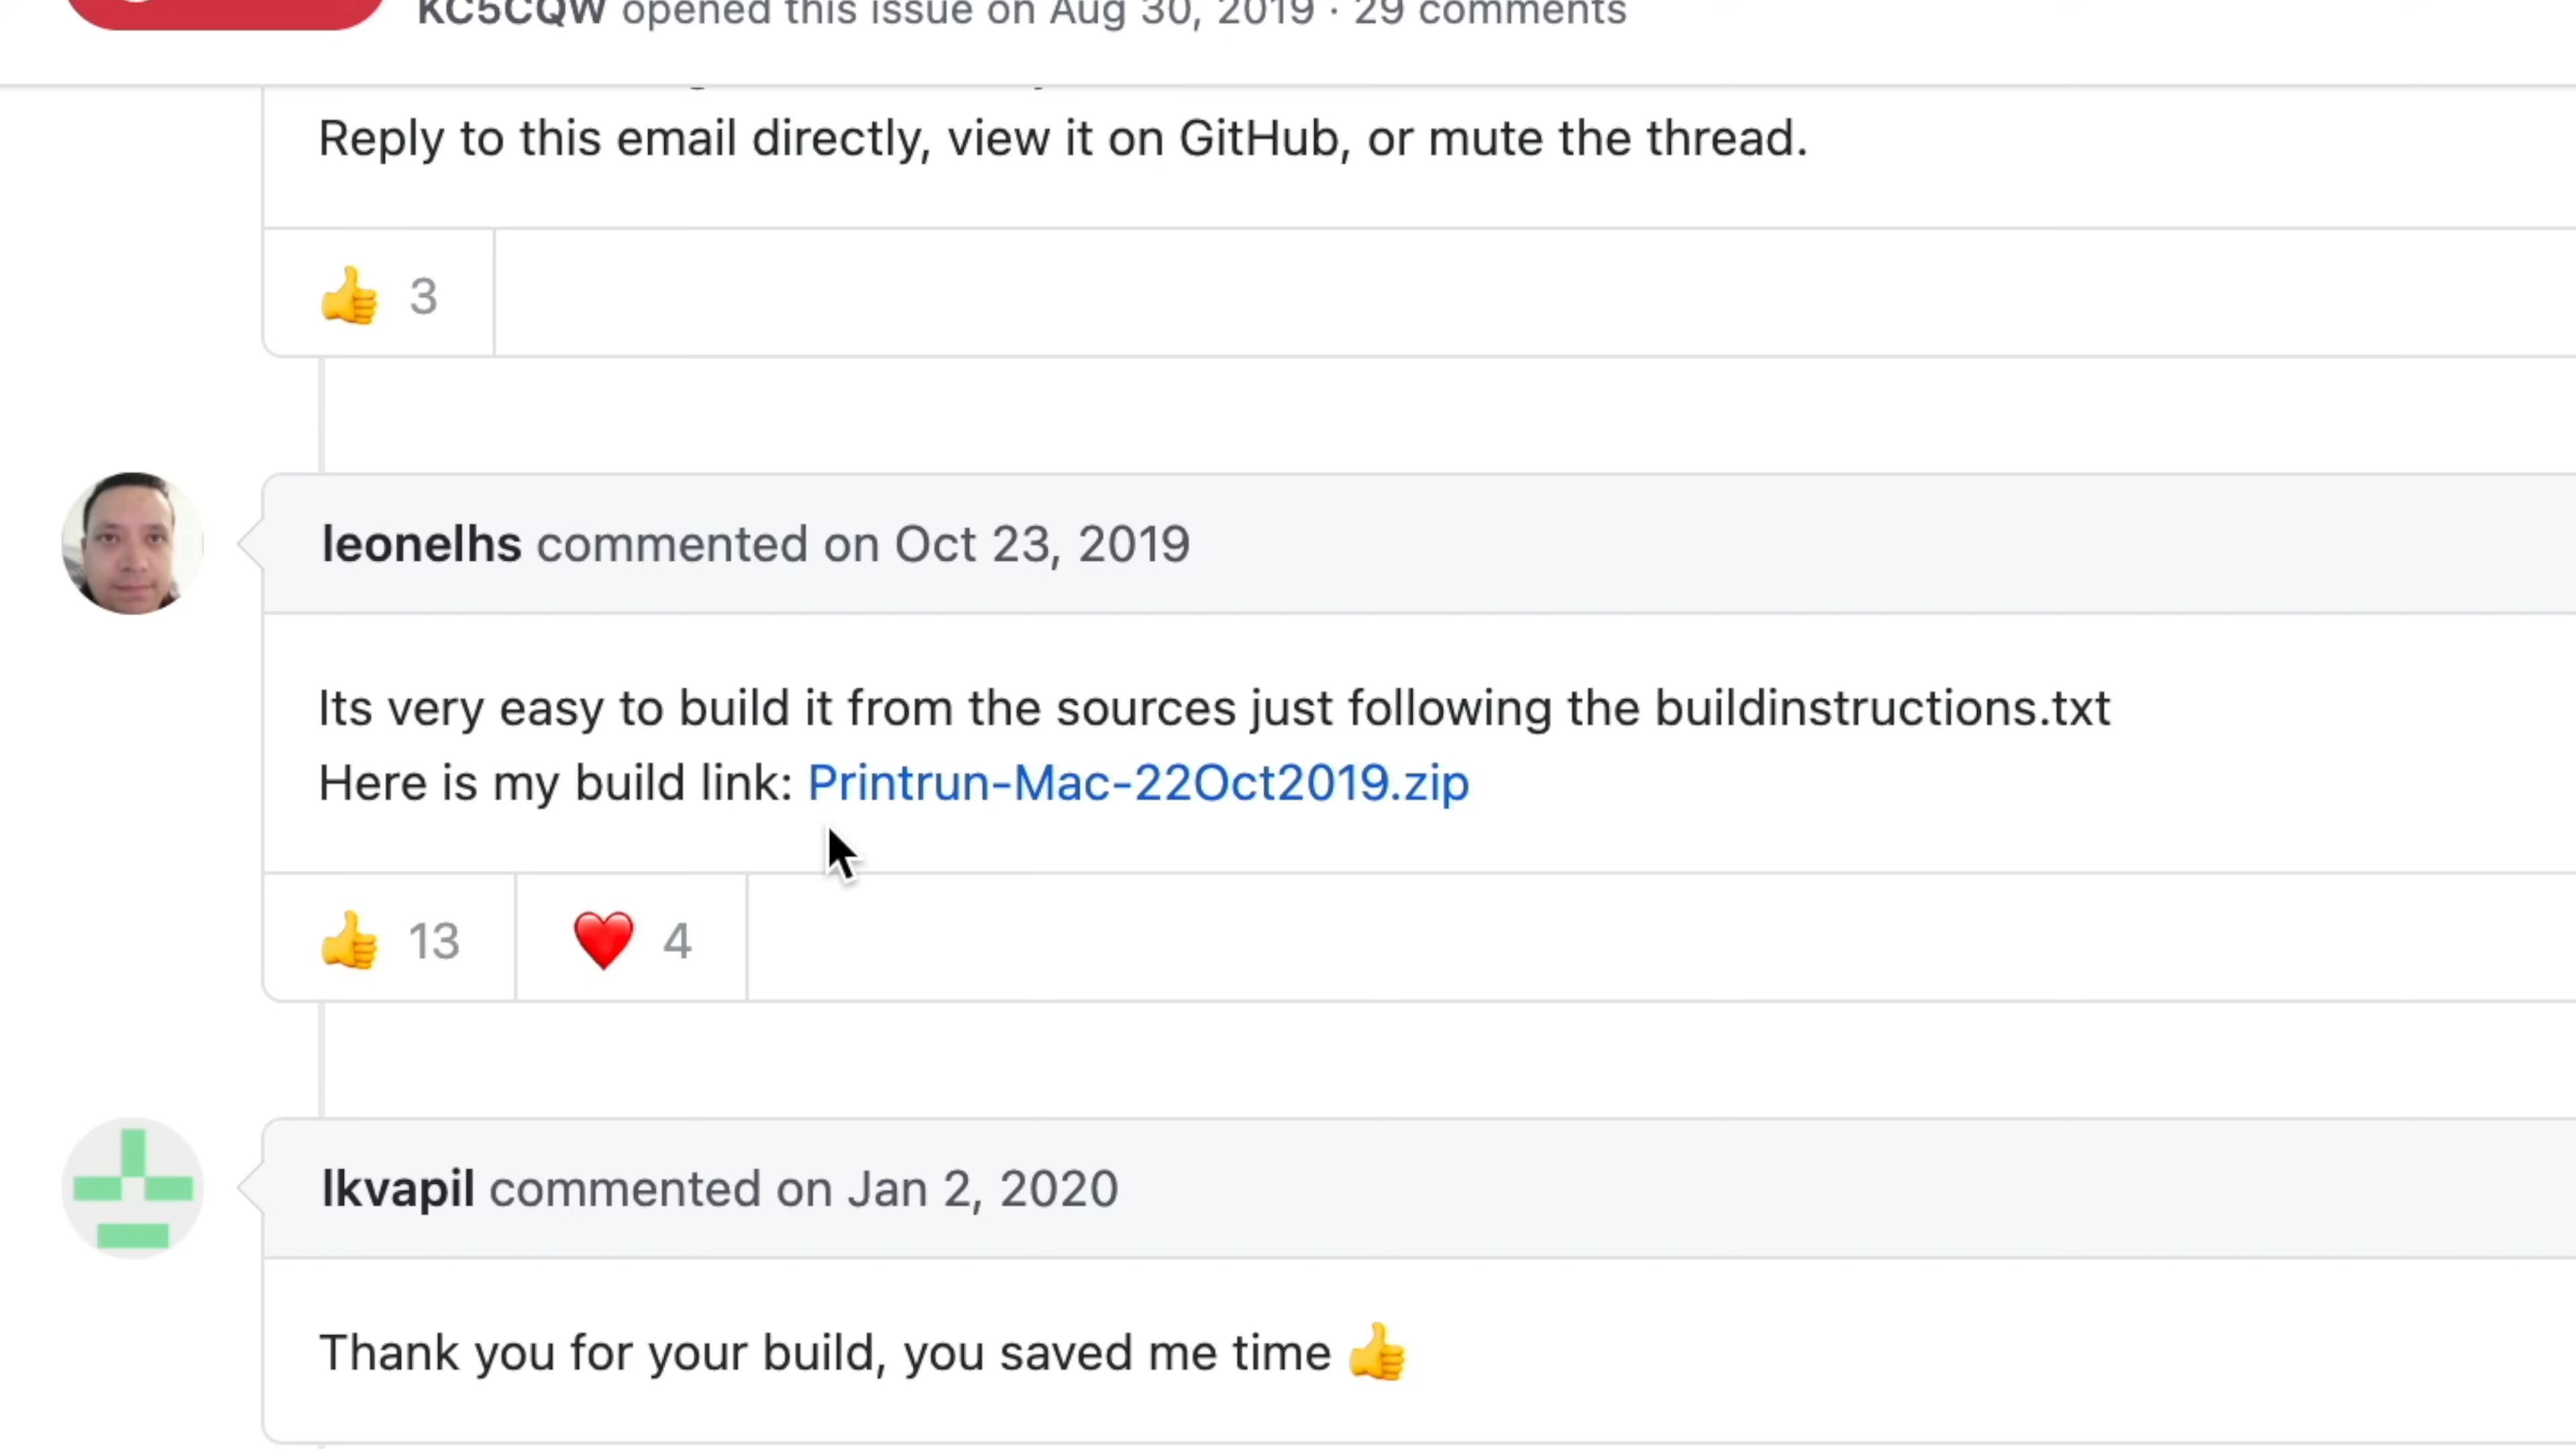 KC5CQW opened this issue on Aug 30, 2019 · 29 comments
Reply to this email directly, view it on GitHub, or mute the thread.
👍 3
leonelhs commented on Oct 23, 2019
Its very easy to build it from the sources just following the buildinstructions.txt
Here is my build link: Printrun-Mac-22Oct2019.zip
👍 13 ❤️ 4
lkvapil commented on Jan 2, 2020
Thank you for your build, you saved me time 👍